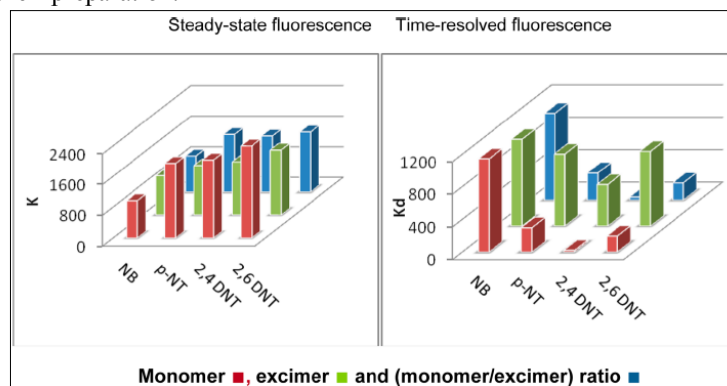 preparation.
Steady-state fluorescence Time-resolved fluorescence
2400
1600
800
0
K
NB
p-NT
2,4 DNT
2,6 DNT
1200
800
400
0
Kd
NB
p-NT
2,4 DNT
2,6 DNT
Monomer , excimer and (monomer/excimer) ratio